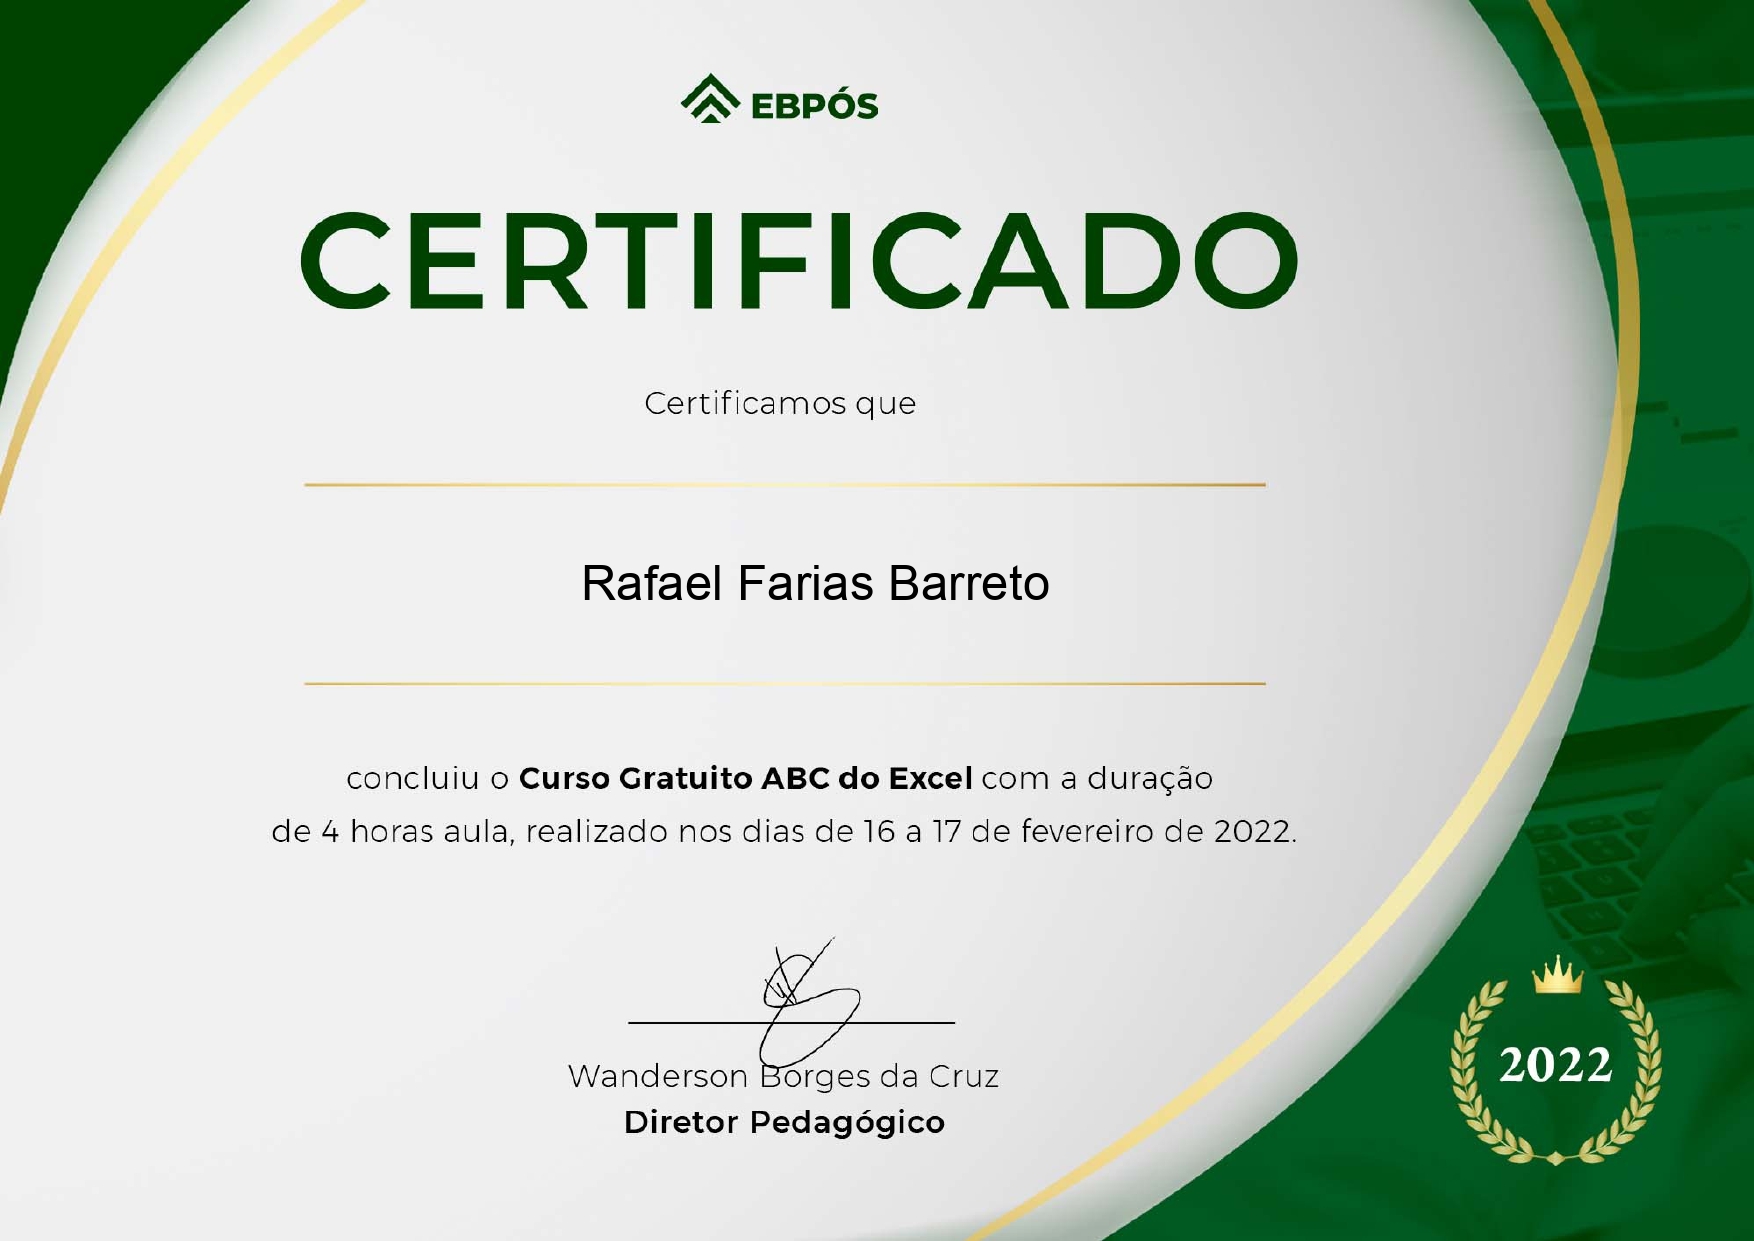 EBPÓS
CERTIFICADO
Certificamos que
Rafael Farias Barreto
concluiu o Curso Gratuito ABC do Excel com a duração
de 4 horas aula, realizado nos dias de 16 a 17 de fevereiro de 2022.
Wanderson Borges da Cruz
Diretor Pedagógico
2022